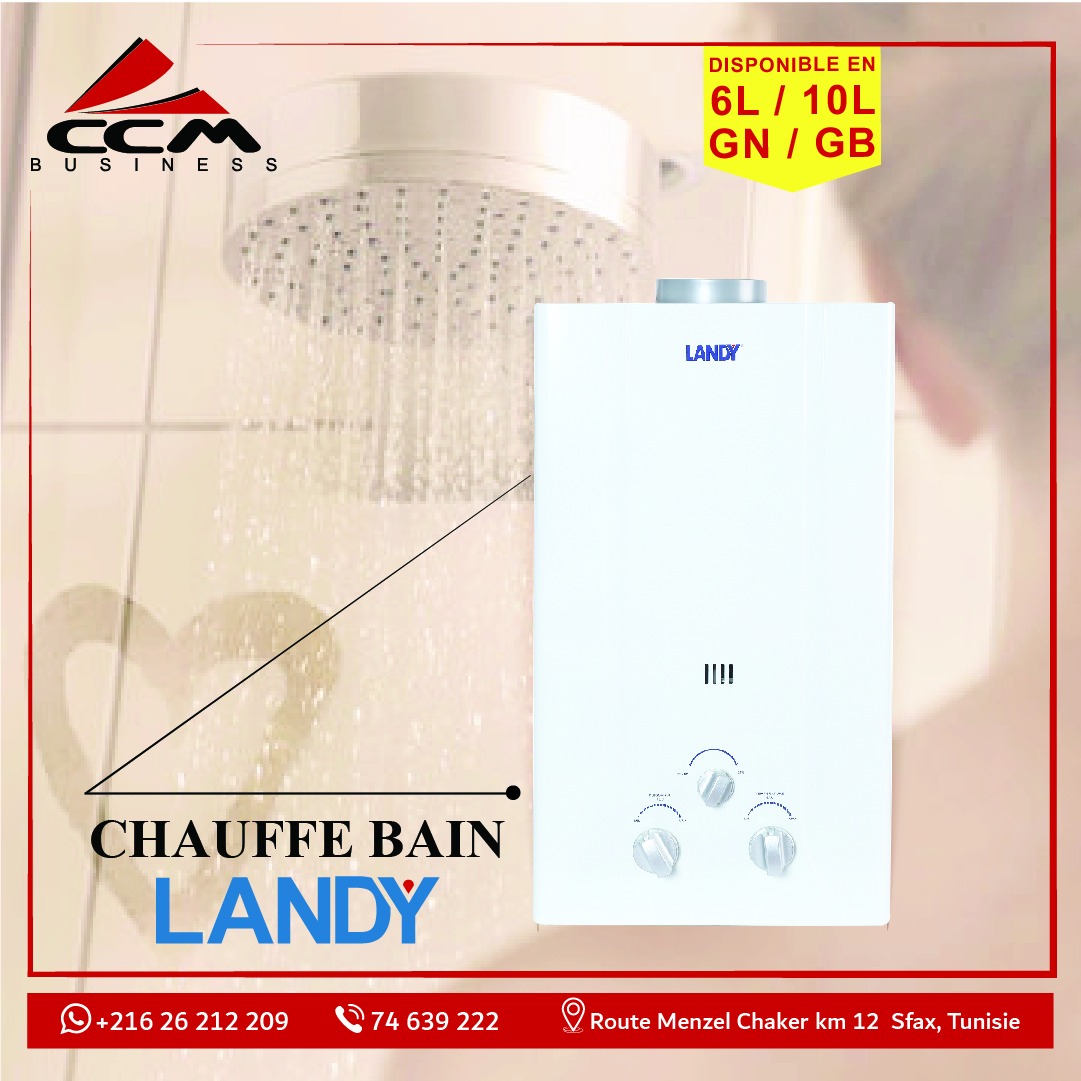 CCM
BUSINESS
DISPONIBLE EN
6L / 10L
GN / GB
LANDY
CHAUFFE BAIN
LANDY
+216 26 212 209
74 639 222
Route Menzel Chaker km 12 Sfax, Tunisie